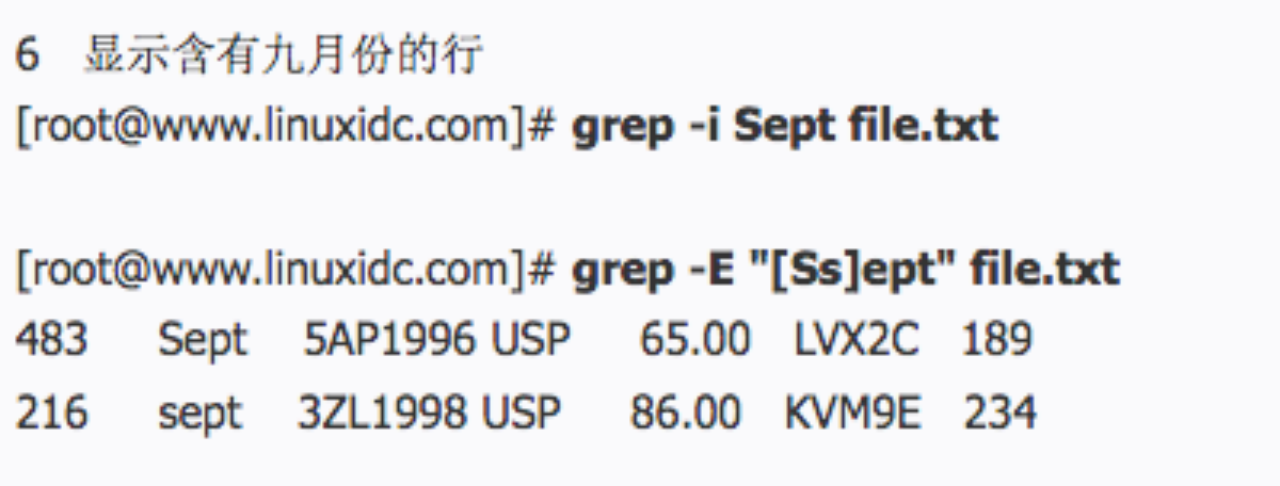 6 显示含有九月份的行
[root@www.linuxidc.com]# grep -i Sept file.txt
[root@www.linuxidc.com]# grep -E "[Ss]ept" file.txt
483 Sept 5AP1996 USP 65.00 LVX2C 189
216 sept 3ZL1998 USP 86.00 KVM9E 234